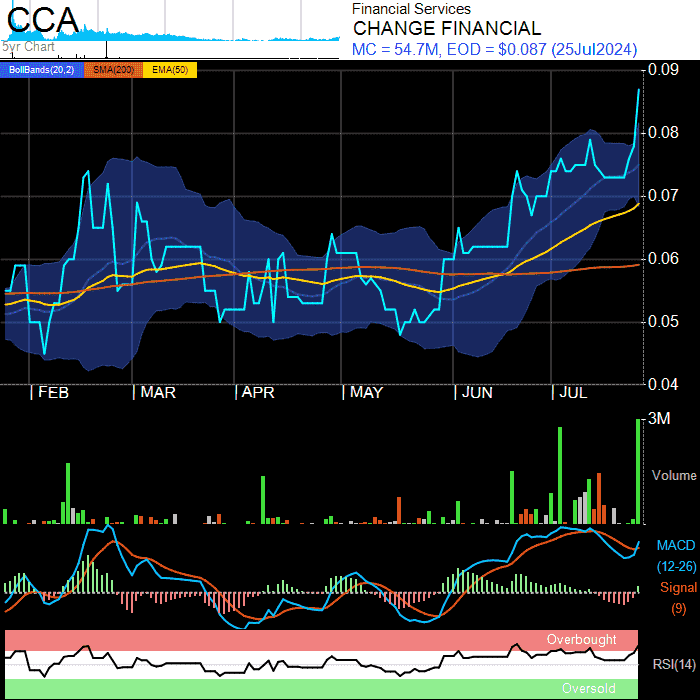 CCA
5yr Chart
Financial Services
CHANGE FINANCIAL
MC = 54.7M, EOD = $0.087 (25Jul2024)
BollBands(20,2) SMA(200) EMA(50)
0.09
0.08
0.07
0.06
0.05
0.04
FEB MAR APR MAY JUN JUL
3M
Volume
MACD
(12-26)
Signal
(9)
Overbought
RSI(14)
Oversold